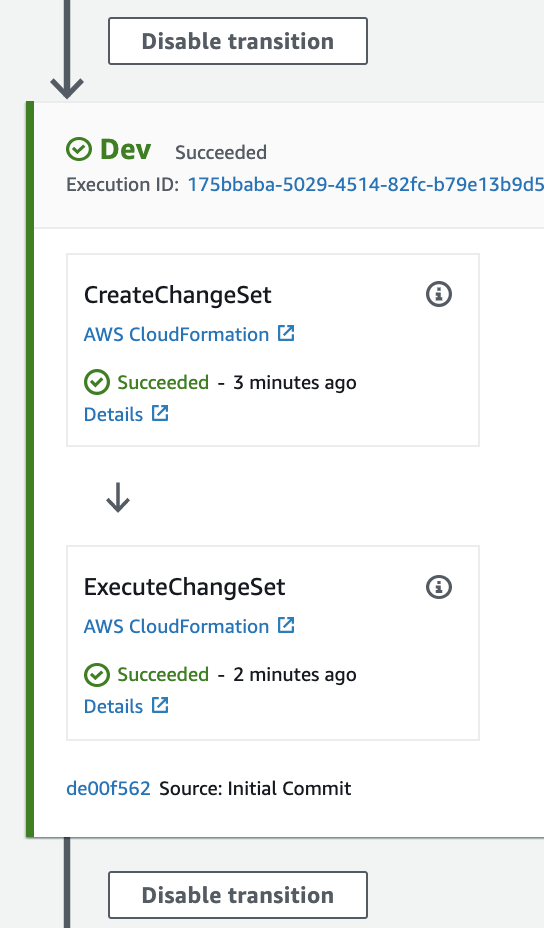 Disable transition
Dev Succeeded
Execution ID: 175bbaba-5029-4514-82fc-b79e13b9d5
CreateChangeSet
AWS CloudFormation
Succeeded - 3 minutes ago
Details
ExecuteChangeSet
AWS CloudFormation
Succeeded - 2 minutes ago
Details
de00f562 Source: Initial Commit
Disable transition